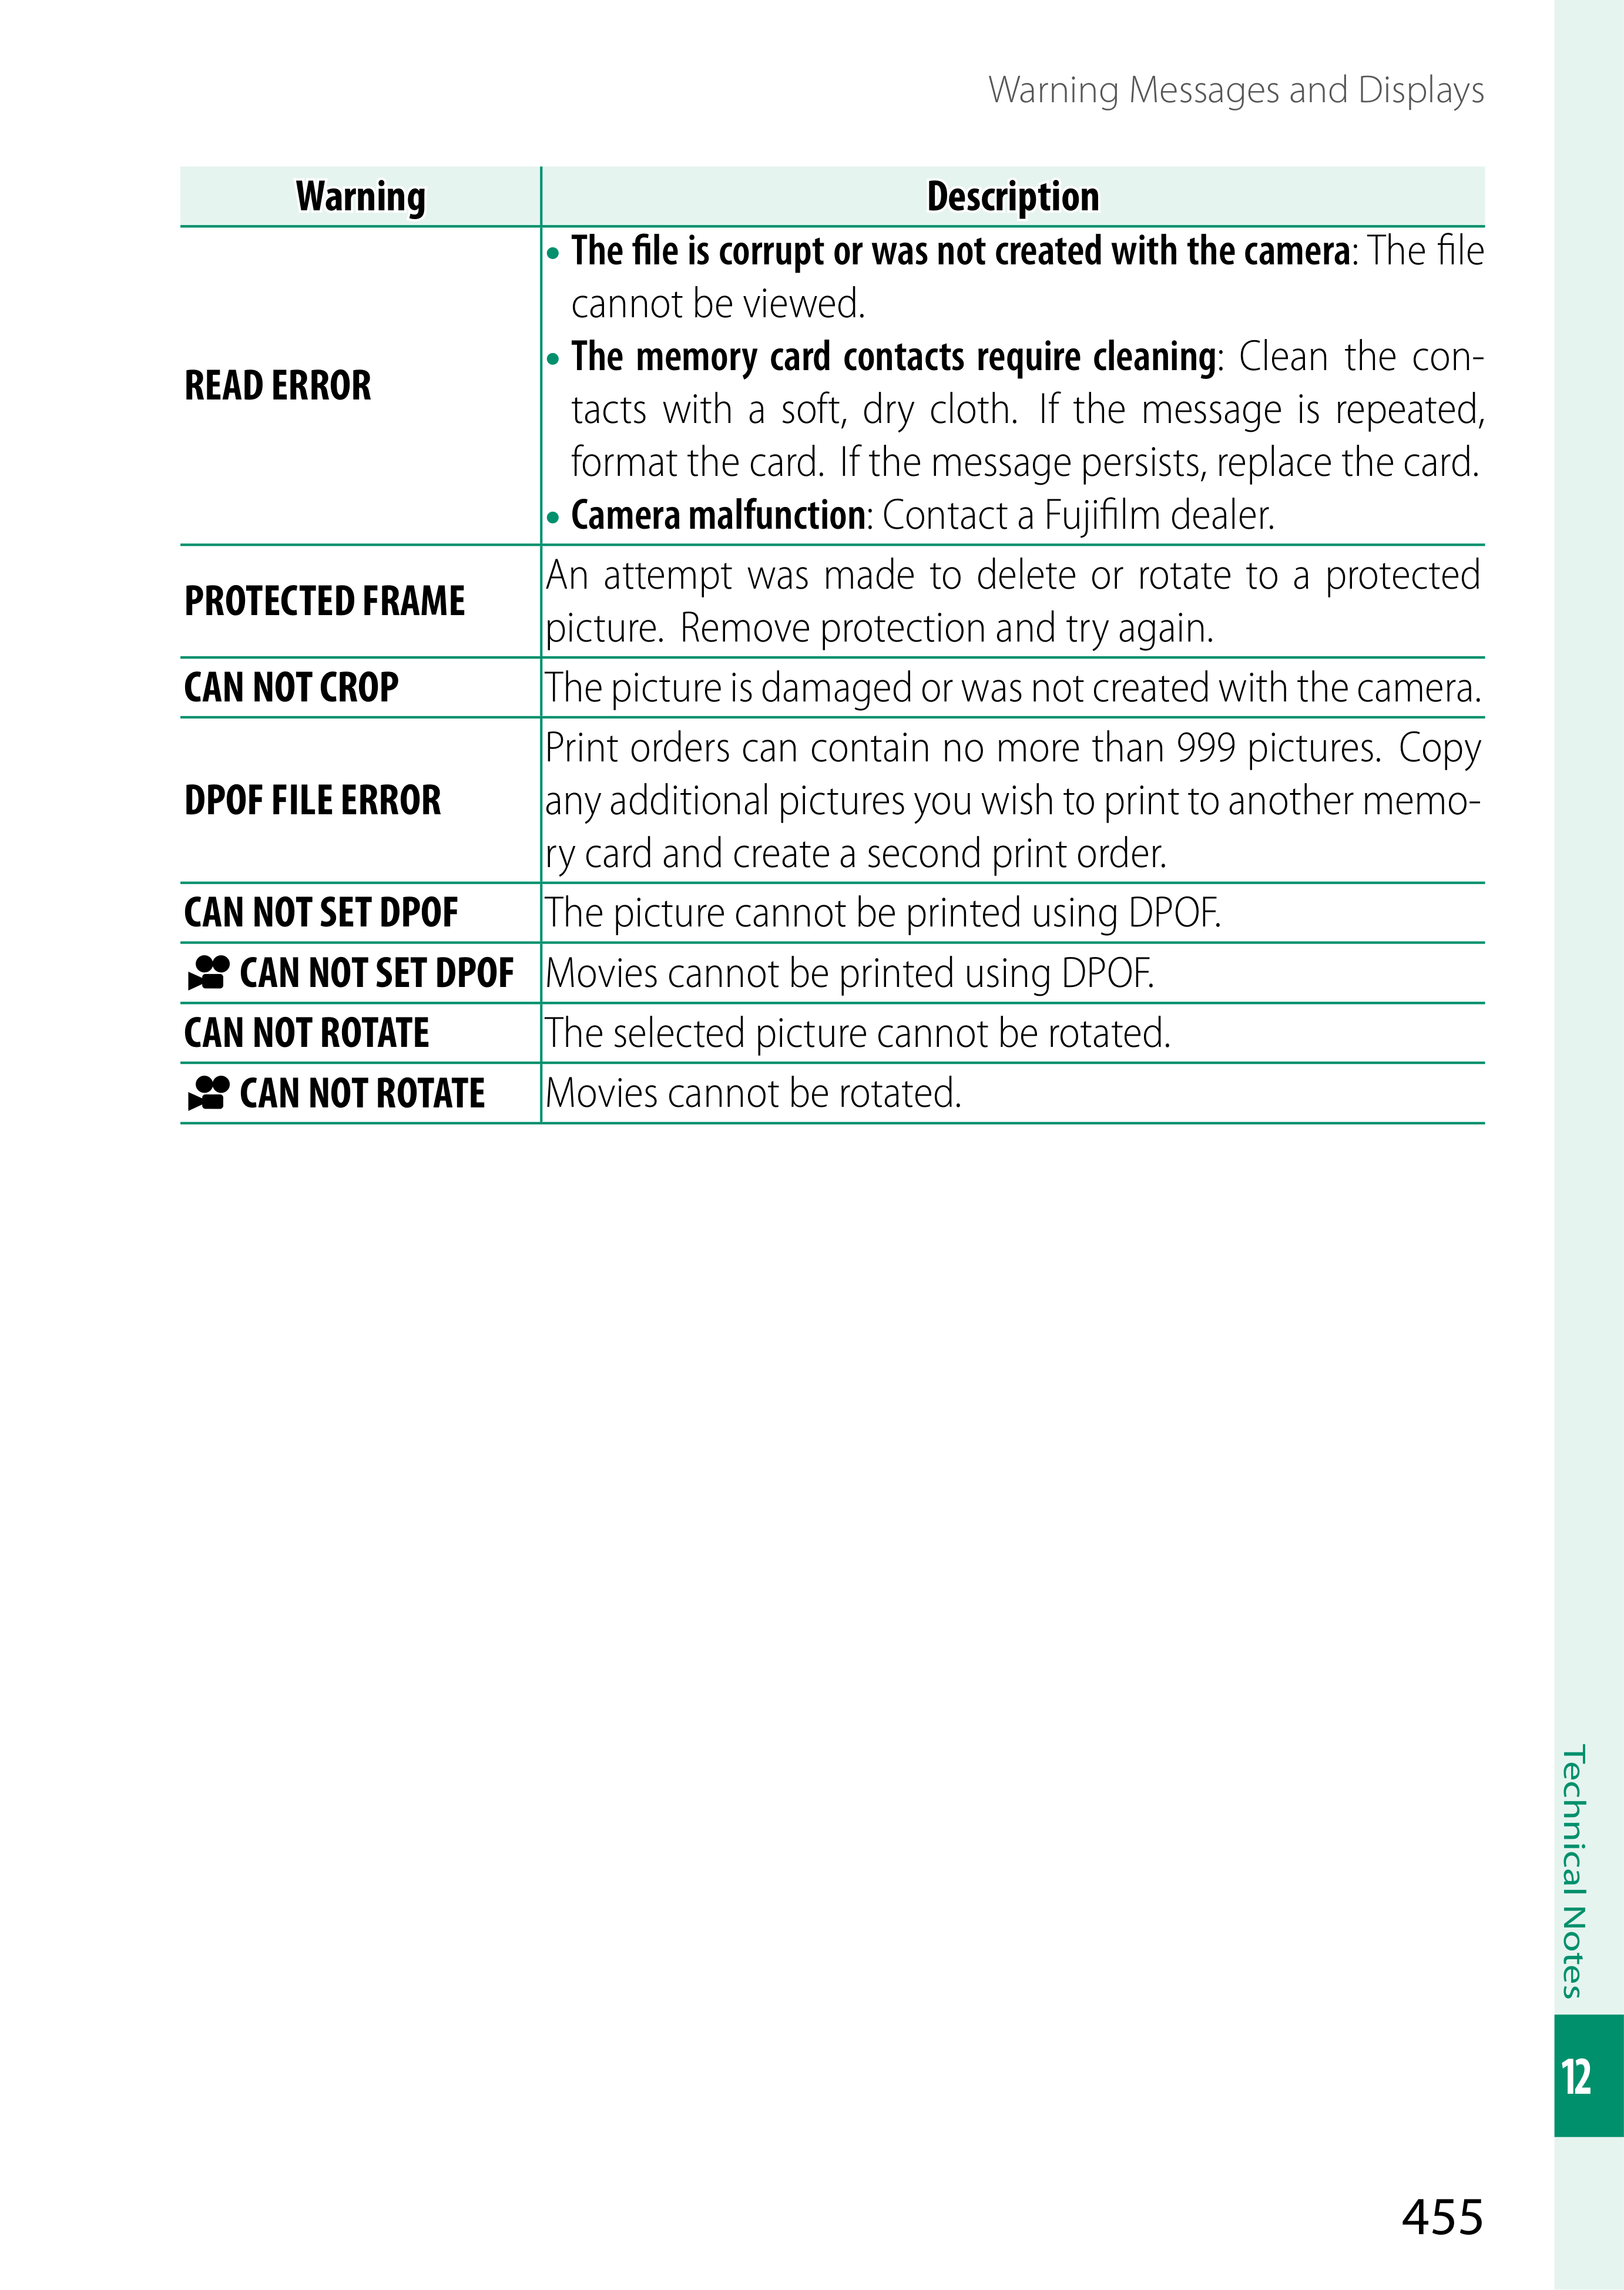 Warning Messages and Displays
Warning
Description
READ ERROR
• The file is corrupt or was not created with the camera: The file
cannot be viewed.
• The memory card contacts require cleaning: Clean the con-
tacts with a soft, dry cloth. If the message is repeated,
format the card. If the message persists, replace the card.
• Camera malfunction: Contact a Fujifilm dealer.
PROTECTED FRAME
An attempt was made to delete or rotate to a protected
picture. Remove protection and try again.
CAN NOT CROP
The picture is damaged or was not created with the camera.
DPOF FILE ERROR
Print orders can contain no more than 999 pictures. Copy
any additional pictures you wish to print to another memo-
ry card and create a second print order.
CAN NOT SET DPOF
The picture cannot be printed using DPOF.
CAN NOT SET DPOF
Movies cannot be printed using DPOF.
CAN NOT ROTATE
The selected picture cannot be rotated.
CAN NOT ROTATE
Movies cannot be rotated.
Technical Notes
12
455